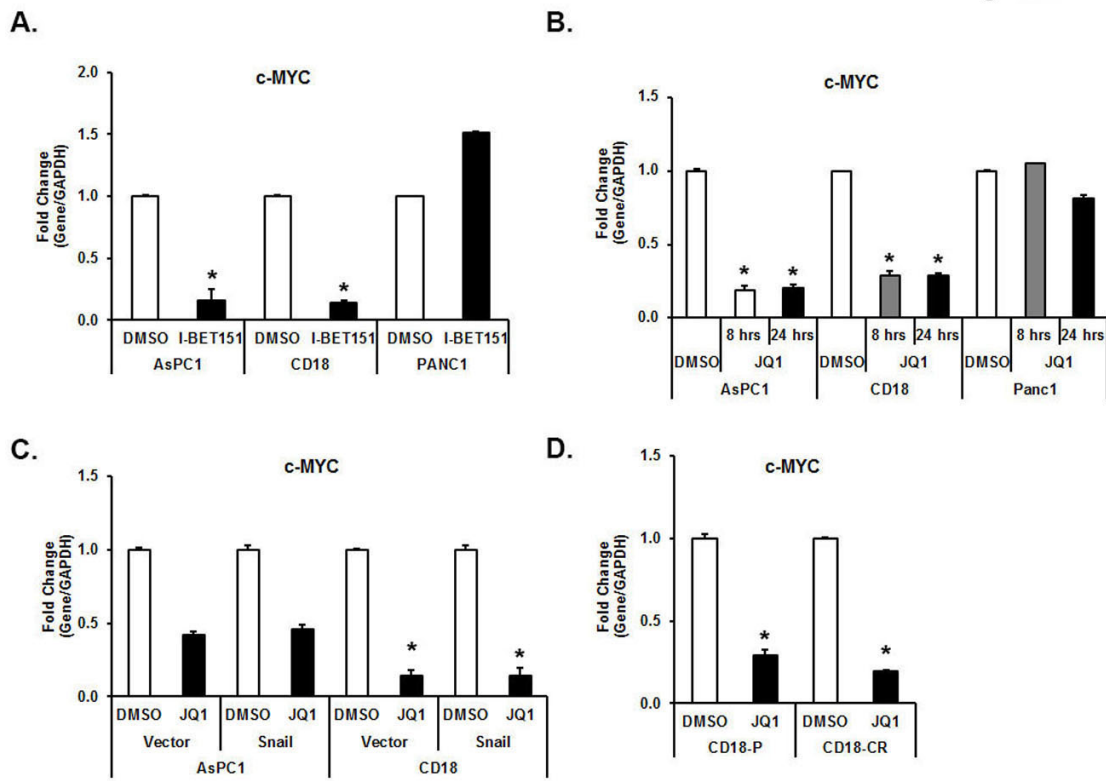 A.
c-MYC
Fold Change
(Gene/GAPDH)
2.0
1.5
1.0
0.5
0.0
* *
DMSO I-BET151 DMSO I-BET151 DMSO I-BET151
AsPC1 CD18 PANC1
B.
c-MYC
Fold Change
(Gene/GAPDH)
1.5
1.0
0.5
0.0
* * * *
8 hrs 24 hrs 8 hrs 24 hrs 8 hrs 24 hrs
DMSO JQ1 DMSO JQ1 DMSO JQ1
AsPC1 CD18 Panc1
C.
c-MYC
Fold Change
(Gene/GAPDH)
1.5
1.0
0.5
0.0
* *
DMSO JQ1 DMSO JQ1 DMSO JQ1 DMSO JQ1
Vector Snail Vector Snail
AsPC1 CD18
D.
c-MYC
Fold Change
(Gene/GAPDH)
1.5
1.0
0.5
0.0
* *
DMSO JQ1 DMSO JQ1
CD18-P CD18-CR